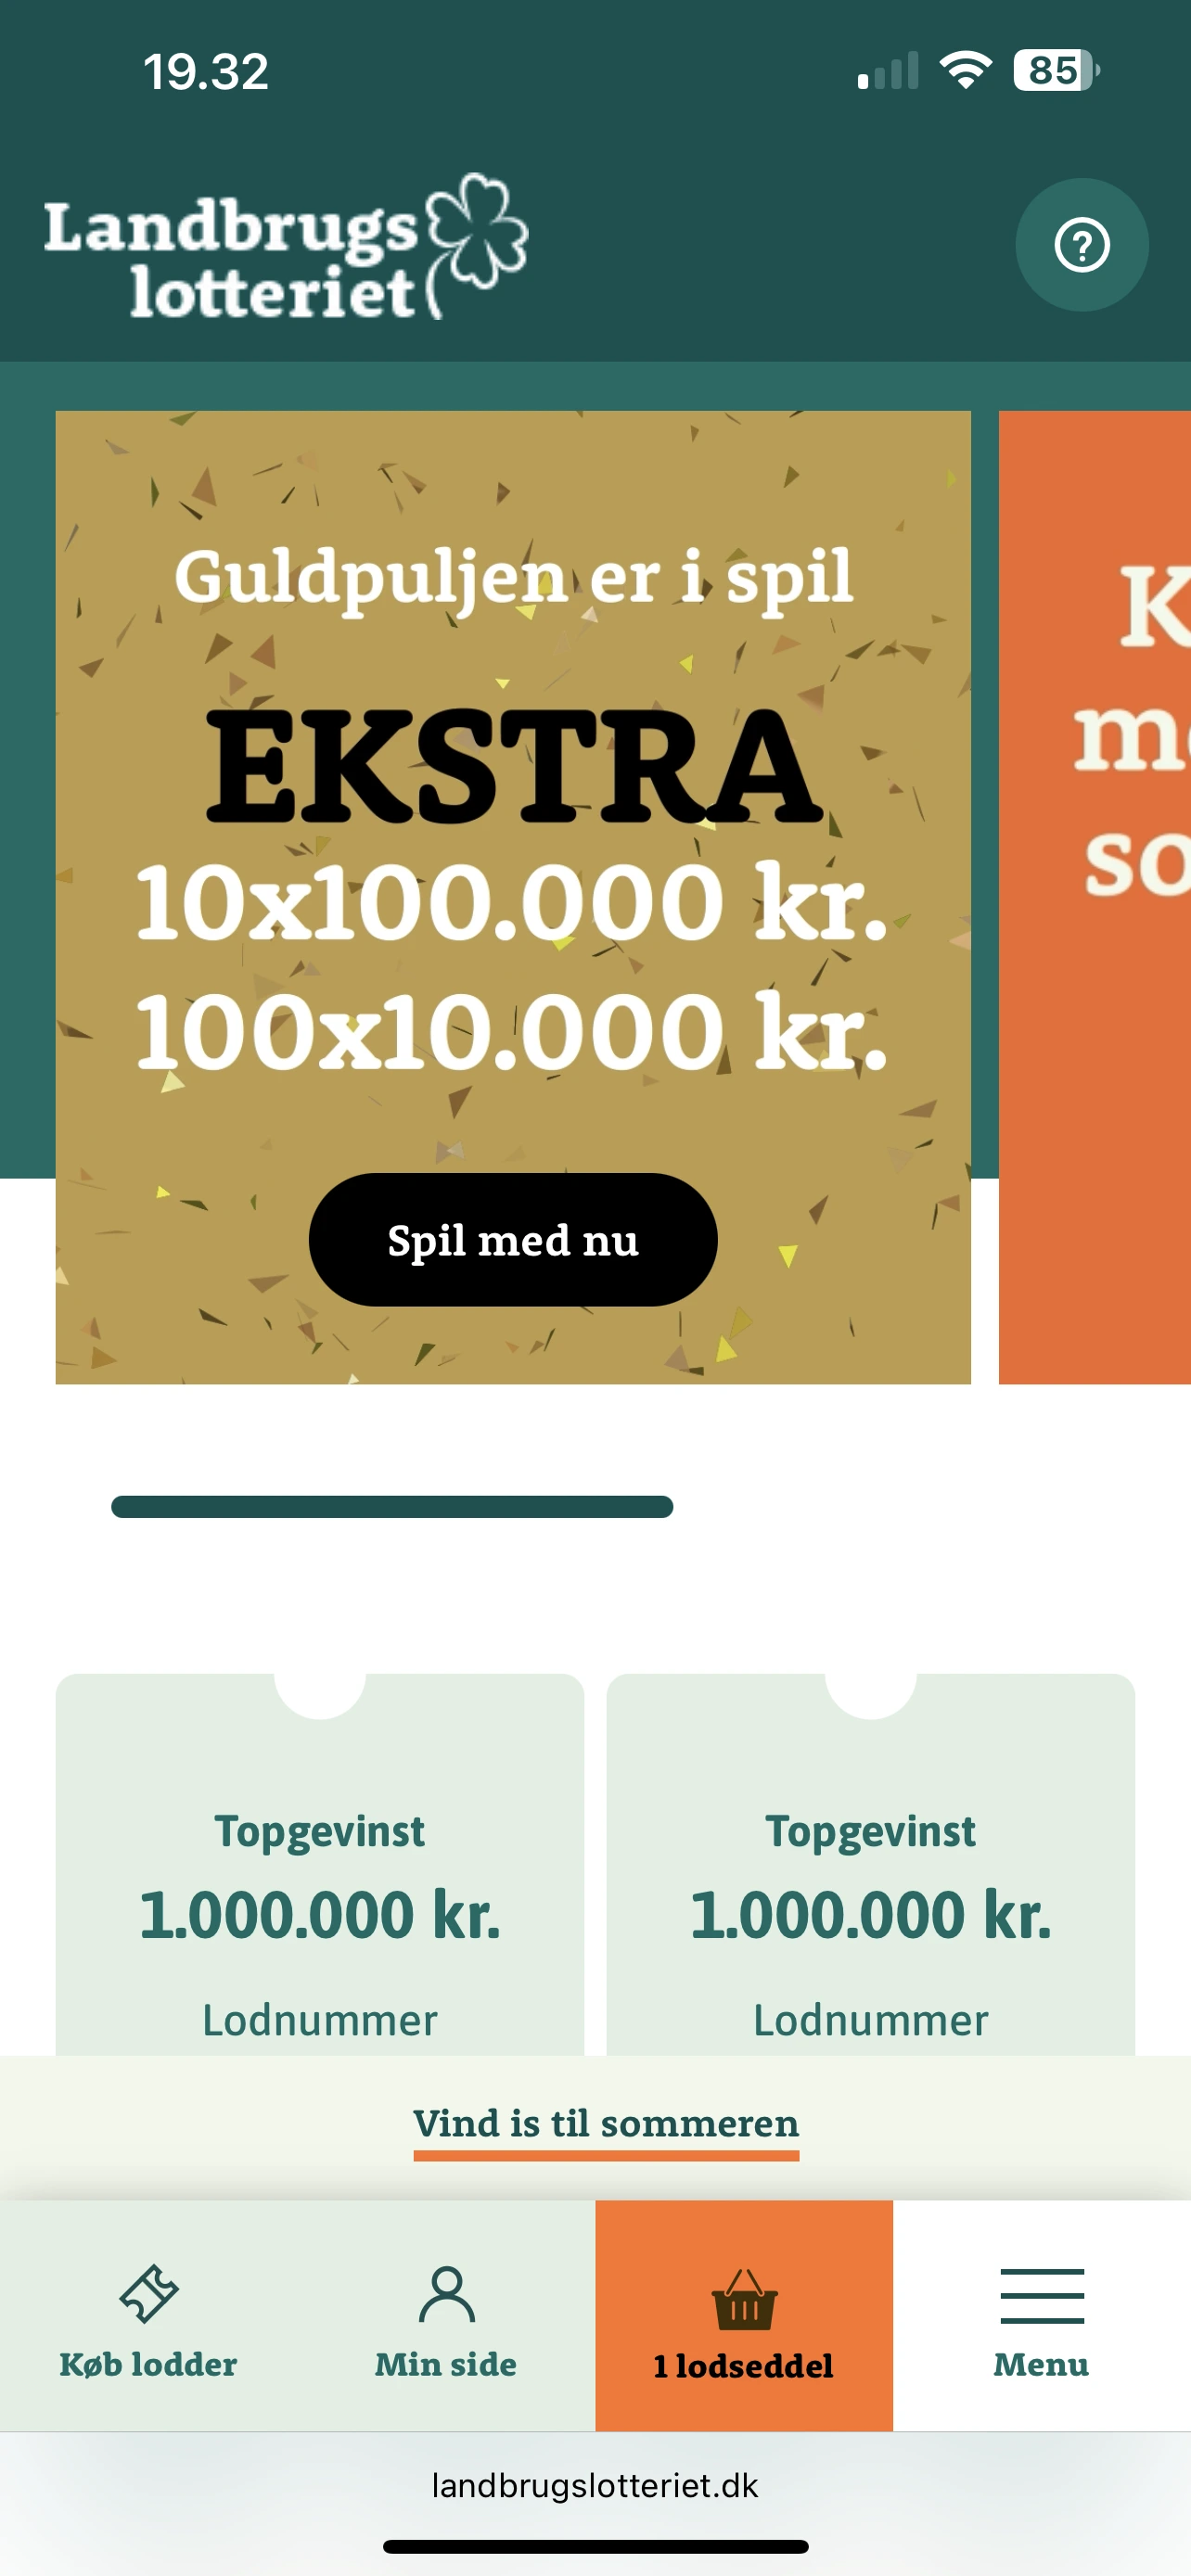 19.32
85
Landbrugs
lotteriet
Guldpuljen er i spil
EKSTRA
10x100.000 kr.
100x10.000 kr.
Spil med nu
K
m
so
Topgevinst
1.000.000 kr.
Lodnummer
Topgevinst
1.000.000 kr.
Lodnummer
Vind is til sommeren
Køb lodder
Min side
1 lodseddel
Menu
landbrugslotteriet.dk